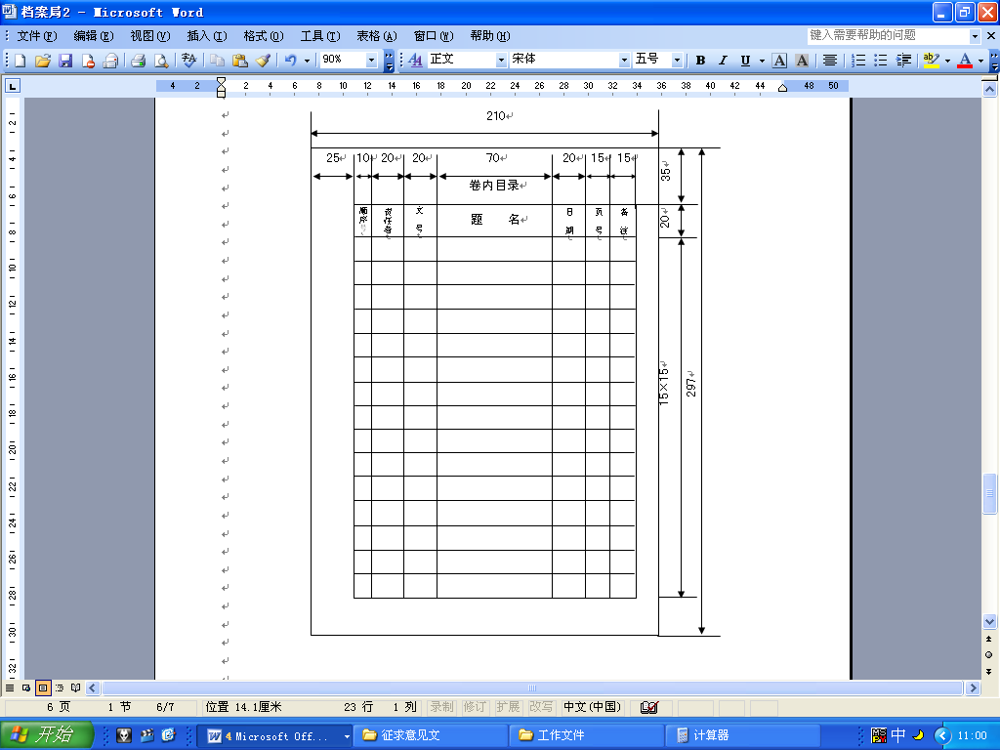 档案局2 - Microsoft Word
文件(F) 编辑(E) 视图(V) 插入(I) 格式(O) 工具(T) 表格(A) 窗口(W) 帮助(H) 键入需要帮助的问题
90% 正文 宋体 五号 B I U A A ab A
4 2 2 4 6 8 10 12 14 16 18 20 22 24 26 28 30 32 34 36 38 40 42 44 48 50
2 4 6 8 10 12 14 16 18 20 22 24 26 28 30 32
210
25 10 20 20 70 20 15 15
35
卷内目录
顺序 责任者 文号 题 名 日期 页号 备注
20
15×15
297
6 页 1 节 6/7 位置 14.1厘米 23 行 1 列 录制 修订 扩展 改写 中文(中国)
开始 4 Microsoft Off... 征求意见文 工作文件 计算器 中 11:00